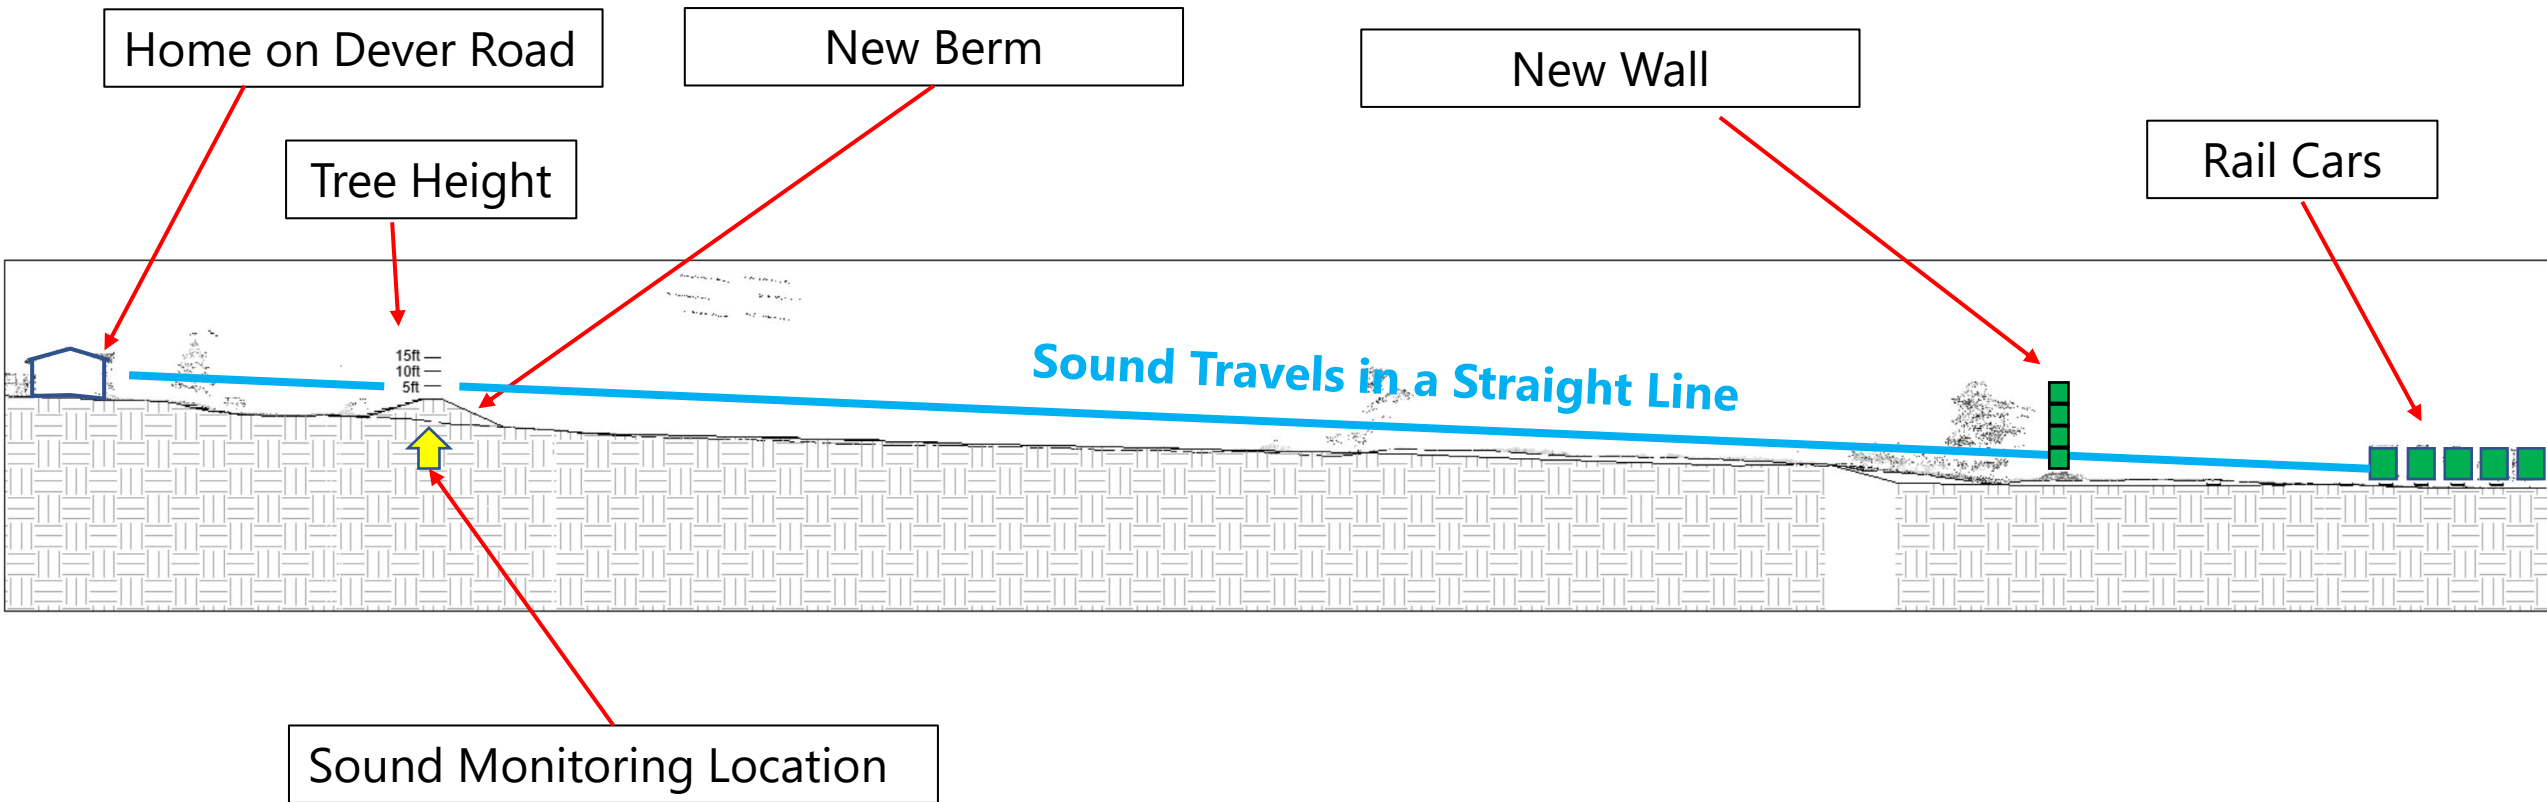 Home on Dever Road
New Berm
New Wall
Rail Cars
Tree Height
15ft
10ft
5ft
Sound Travels in a Straight Line
Sound Monitoring Location